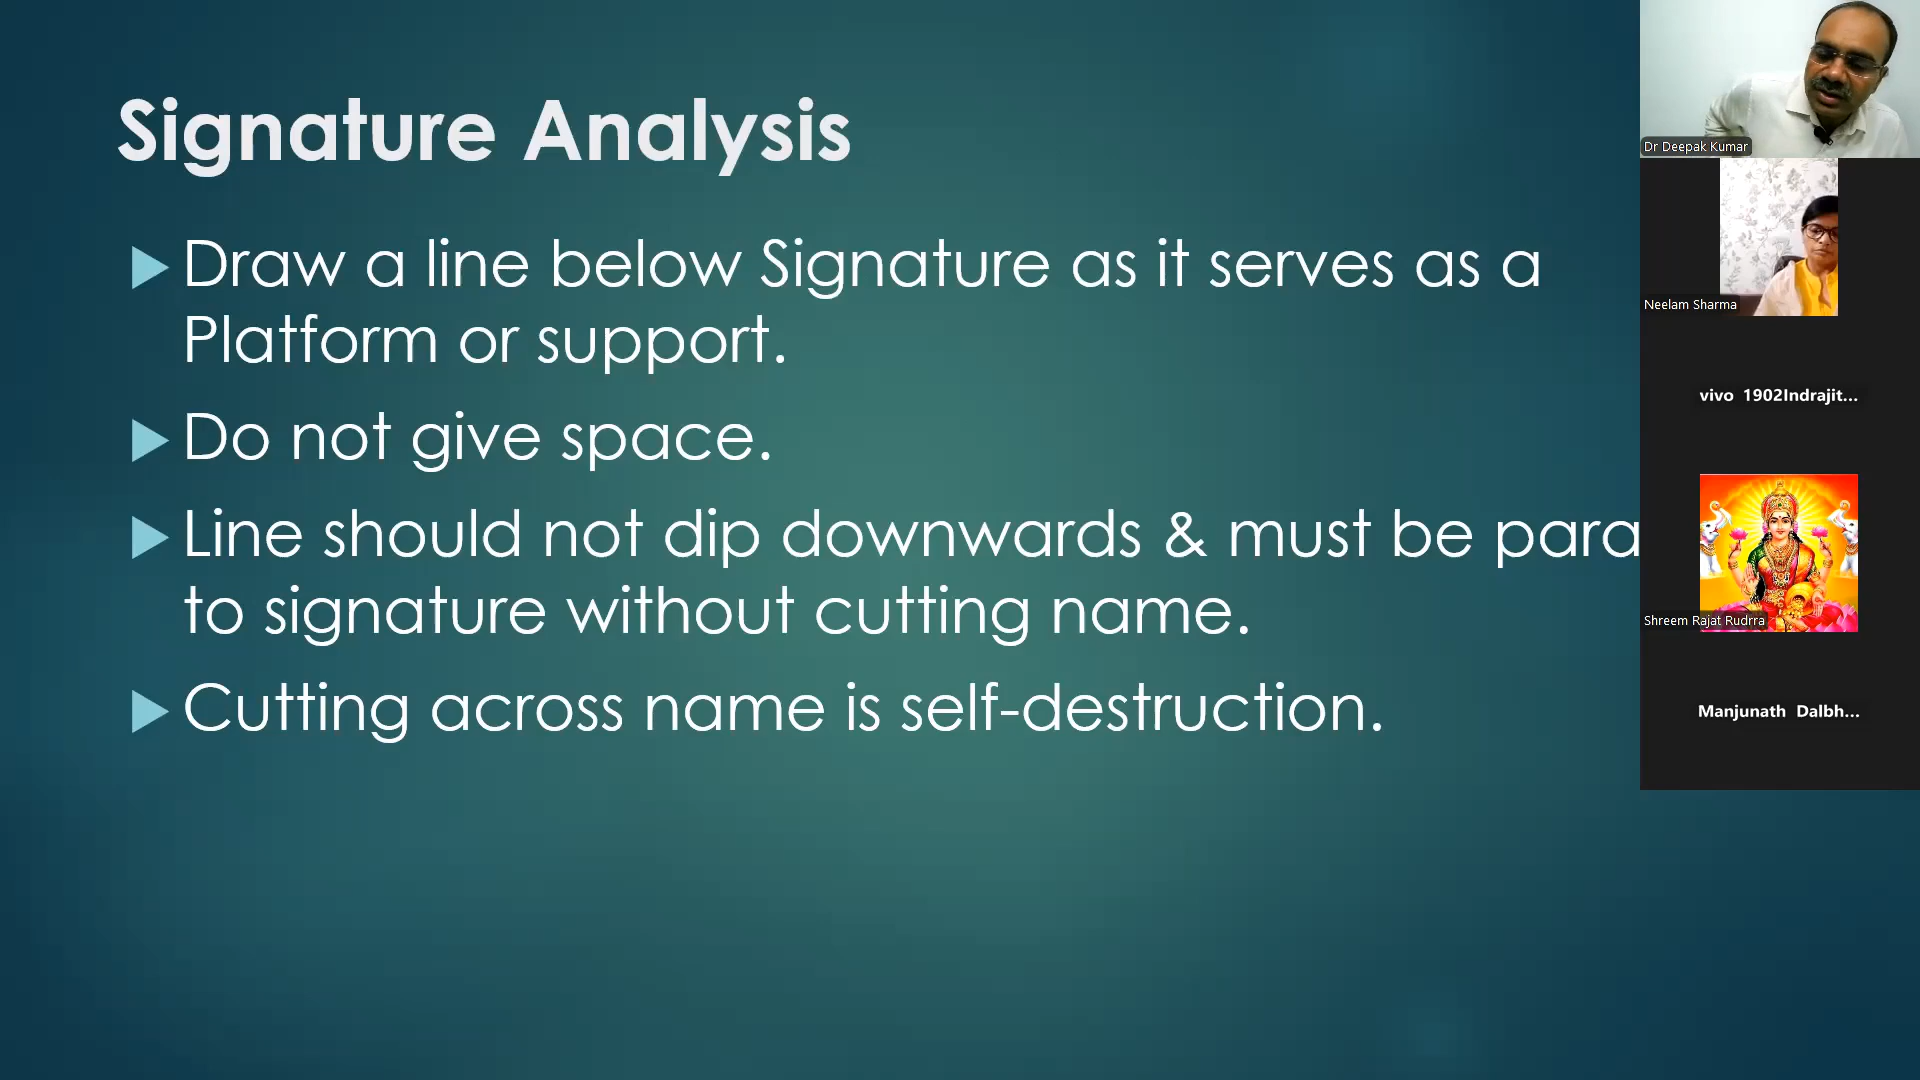 Signature Analysis
Draw a line below Signature as it serves as a
Platform or support.
Do not give space.
Line should not dip downwards & must be para
to signature without cutting name.
Cutting across name is self-destruction.
Dr Deepak Kumar
Neelam Sharma
vivo 1902Indrajit...
Shreem Rajat Rudrra
Manjunath Dalbh...